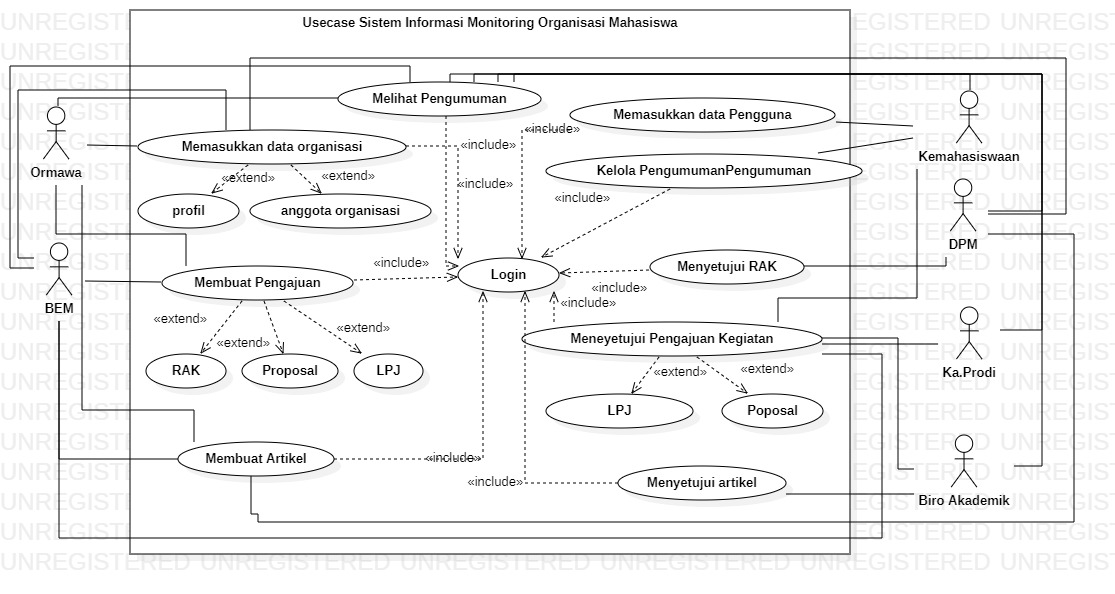 Usecase Sistem Informasi Monitoring Organisasi Mahasiswa
Melihat Pengumuman
Memasukkan data Pengguna
«include»
Memasukkan data organisasi
«include»
Ormawa
Kemahasiswaan
Kelola PengumumanPengumuman
«extend»
«extend»
«include»
«include»
profil
anggota organisasi
DPM
«include»
Login
Menyetujui RAK
Membuat Pengajuan
«include»
«include»
BEM
«extend»
«extend»
«extend»
Meneyetujui Pengajuan Kegiatan
RAK
Proposal
LPJ
«extend»
«extend»
Ka.Prodi
LPJ
Poposal
Membuat Artikel
«include»
«include»
Menyetujui artikel
Biro Akademik
UNREGISTERED UNREGISTERED UNREGISTERED UNREGISTERED UNREGISTERED UNREGISTERED UNREGISTERED UNREGISTERED